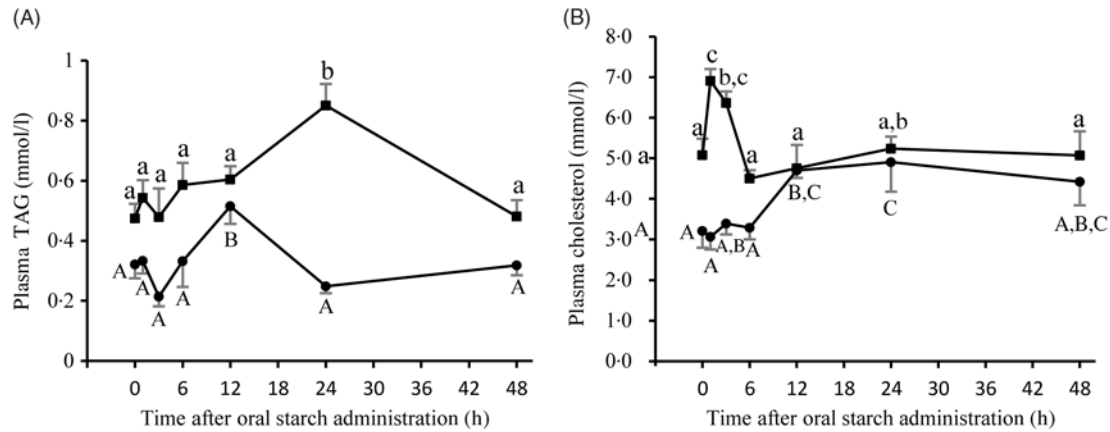 (A)
Plasma TAG (mmol/l)
1
0·8
0·6
0·4
0·2
0
a
a
a
a
a
b
a
A
A
A
A
B
A
A
0 6 12 18 24 30 36 42 48
Time after oral starch administration (h)
(B)
Plasma cholesterol (mmol/l)
8·0
7·0
6·0
5·0
4·0
3·0
2·0
1·0
0·0
a
a
c
b,c
a
a
a,b
a
A
A
A
A,B
A
B,C
C
A,B,C
0 6 12 18 24 30 36 42 48
Time after oral starch administration (h)